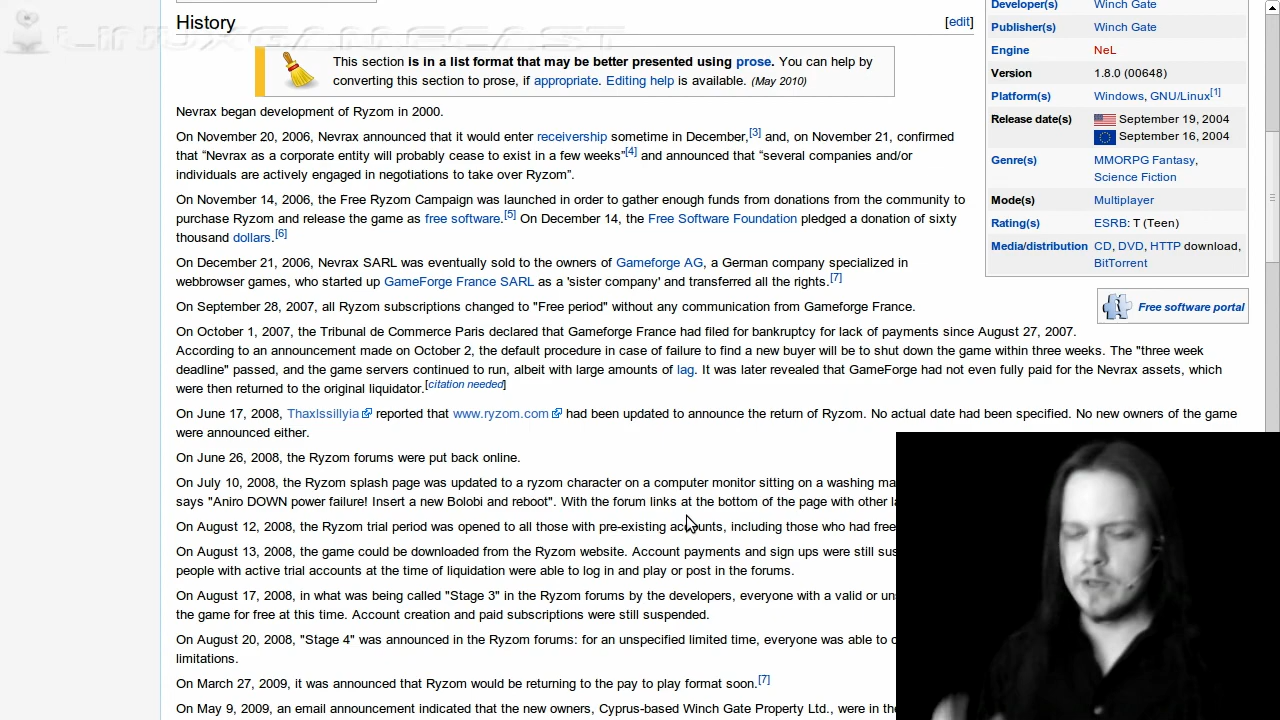 LINUXGAMECAST
History
[edit]
This section is in a list format that may be better presented using prose. You can help by
converting this section to prose, if appropriate. Editing help is available. (May 2010)
Nevrax began development of Ryzom in 2000.
On November 20, 2006, Nevrax announced that it would enter receivership sometime in December,[3] and, on November 21, confirmed
that “Nevrax as a corporate entity will probably cease to exist in a few weeks”[4] and announced that “several companies and/or
individuals are actively engged in negotiations to take over Ryzom”.
On November 14, 2006, the Free Ryzom Campaign was launched in order to gather enough funds from donations from the community to
purchase Ryzom and release the game as free software.[5] On December 14, the Free Software Foundation pledged a donation of sixty
thousand dollars.[6]
On December 21, 2006, Nevrax SARL was eventually sold to the owners of Gameforge AG, a German company specialized in
webbrowser games, who started up GameForge France SARL as a 'sister company' and transferred all the rights.[7]
On September 28, 2007, all Ryzom subscriptions changed to "Free period" without any communication from Gameforge France.
On October 1, 2007, the Tribunal de Commerce Paris declared that Gameforge France had filed for bankruptcy for lack of payments since August 27, 2007.
According to an announcement made on October 2, the default procedure in case of failure to find a new buyer will be to shut down the game within three weeks. The "three week
deadline" passed, and the game servers continued to run, albeit with large amounts of lag. It was later revealed that GameForge had not even fully paid for the Nevrax assets, which
were then returned to the original liquidator.[citation needed]
On June 17, 2008, Thaxlssillyia reported that www.ryzom.com had been updated to announce the return of Ryzom. No actual date had been specified. No new owners of the game
were announced either.
On June 26, 2008, the Ryzom forums were put back online.
On July 10, 2008, the Ryzom splash page was updated to a ryzom character on a computer monitor sitting on a washing
says "Aniro DOWN power failure! Insert a new Bolobi and reboot". With the forum links at the bottom of the page with other
On August 12, 2008, the Ryzom trial period was opened to all those with pre-existing accounts, including those who had free
On August 13, 2008, the game could be downloaded from the Ryzom website. Account payments and sign ups were still
people with active trial accounts at the time of liquidation were able to log in and play or post in the forums.
On August 17, 2008, in what was being called "Stage 3" in the Ryzom forums by the developers, everyone with a valid or
the game for free at this time. Account creation and paid subscriptions were still suspended.
On August 20, 2008, "Stage 4" was announced in the Ryzom forums: for an unspecified limited time, everyone was able to
limitations.
On March 27, 2009, it was announced that Ryzom would be returning to the pay to play format soon.[7]
On May 9, 2009, an email announcement indicated that the new owners, Cyprus-based Winch Gate Property Ltd., were in the
Developer(s) Winch Gate
Publisher(s) Winch Gate
Engine NeL
Version 1.8.0 (00648)
Platform(s) Windows, GNU/Linux[1]
Release date(s) September 19, 2004
September 16, 2004
Genre(s) MMORPG Fantasy,
Science Fiction
Mode(s) Multiplayer
Rating(s) ESRB: T (Teen)
Media/distribution CD, DVD, HTTP download,
BitTorrent
Free software portal